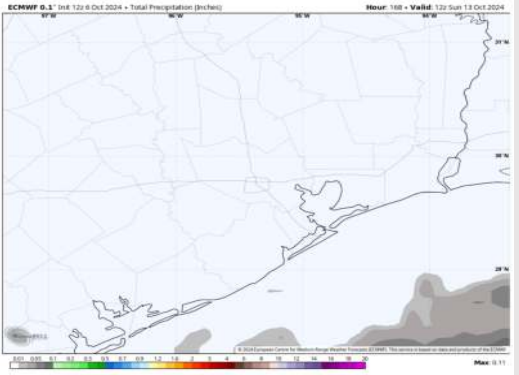 ECMWF 0.1° Init 12z 6 Oct 2024 • Total Precipitation (Inches)
Hour: 168 • Valid: 12z Sun 13 Oct 2024
97°W 96°W 95°W 94°W
31°N
30°N
29°N
© 2024 European Centre for Medium-Range Weather Forecasts (ECMWF). This service is based on data and products of the ECMWF
0.01 0.05 0.1 0.2 0.3 0.5 0.7 0.9 1.2 1.6 2 3 4 6 8 10 12 14 16 18 20
Max: 0.11